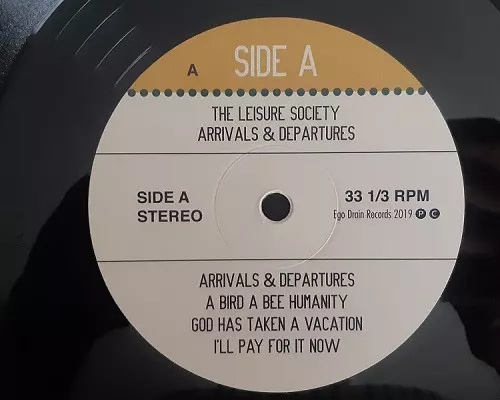 A SIDE A
THE LEISURE SOCIETY
ARRIVALS & DEPARTURES
SIDE A
STEREO
33 1/3 RPM
Ego Drain Records 2019 Ⓟ Ⓒ
ARRIVALS & DEPARTURES
A BIRD A BEE HUMANITY
GOD HAS TAKEN A VACATION
I'LL PAY FOR IT NOW